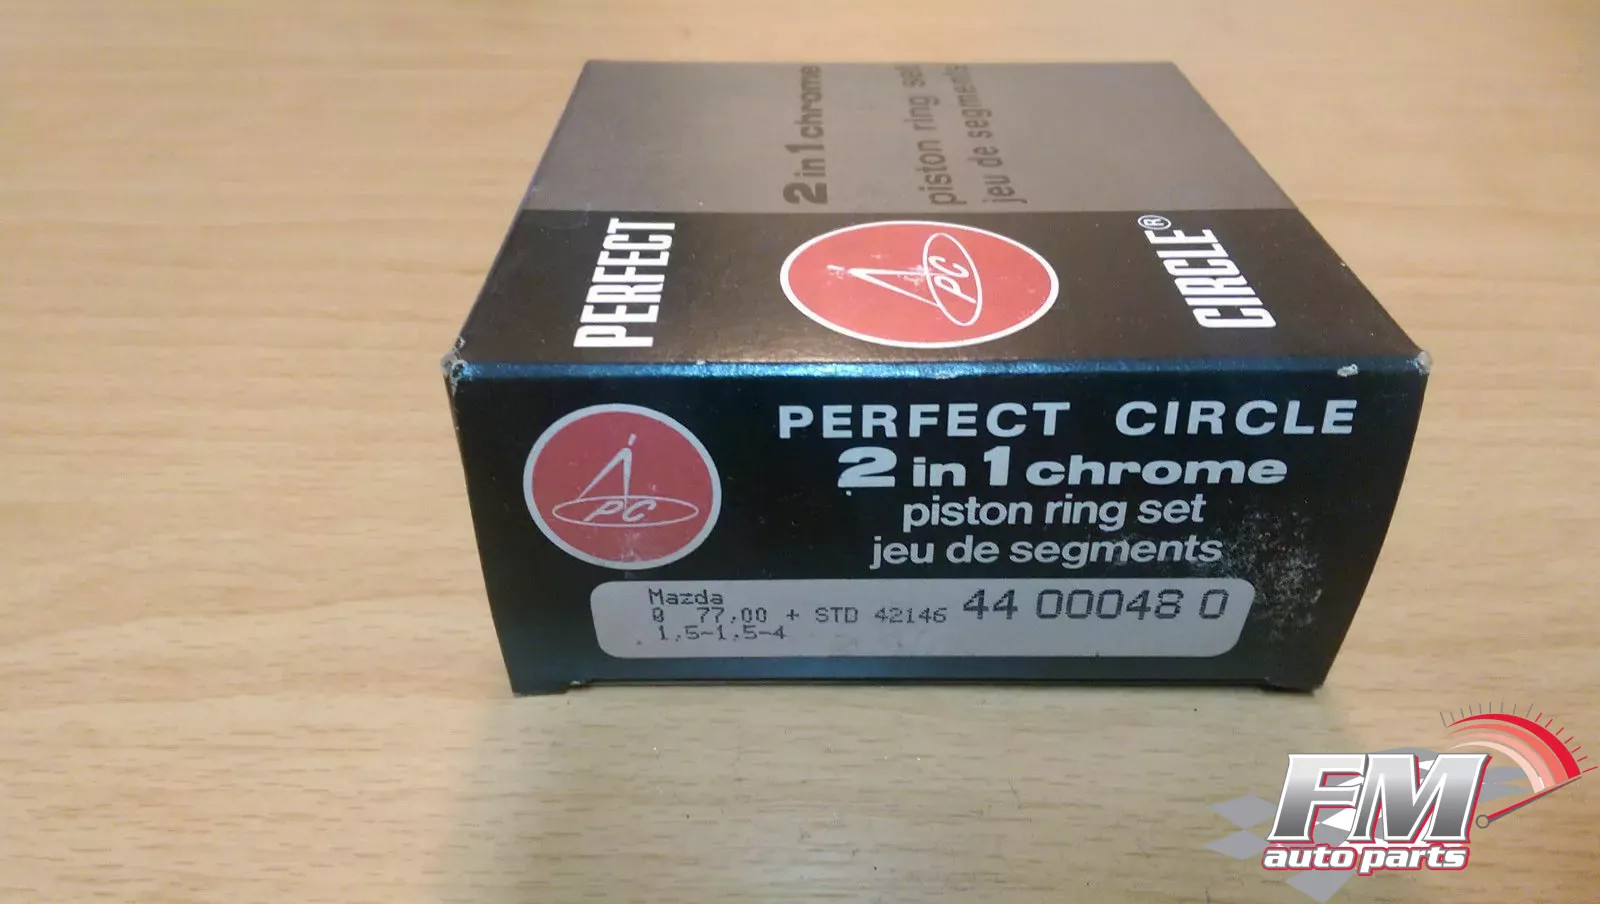 2 in 1 chrome
piston ring set
jeu de segments
PERFECT
PC
CIRCLE®
PERFECT CIRCLE
2 in 1 chrome
piston ring set
jeu de segments
PC
Mazda
Ø 77,00 + STD 42146 44 000048 0
1,5-1,5-4
FM
auto parts